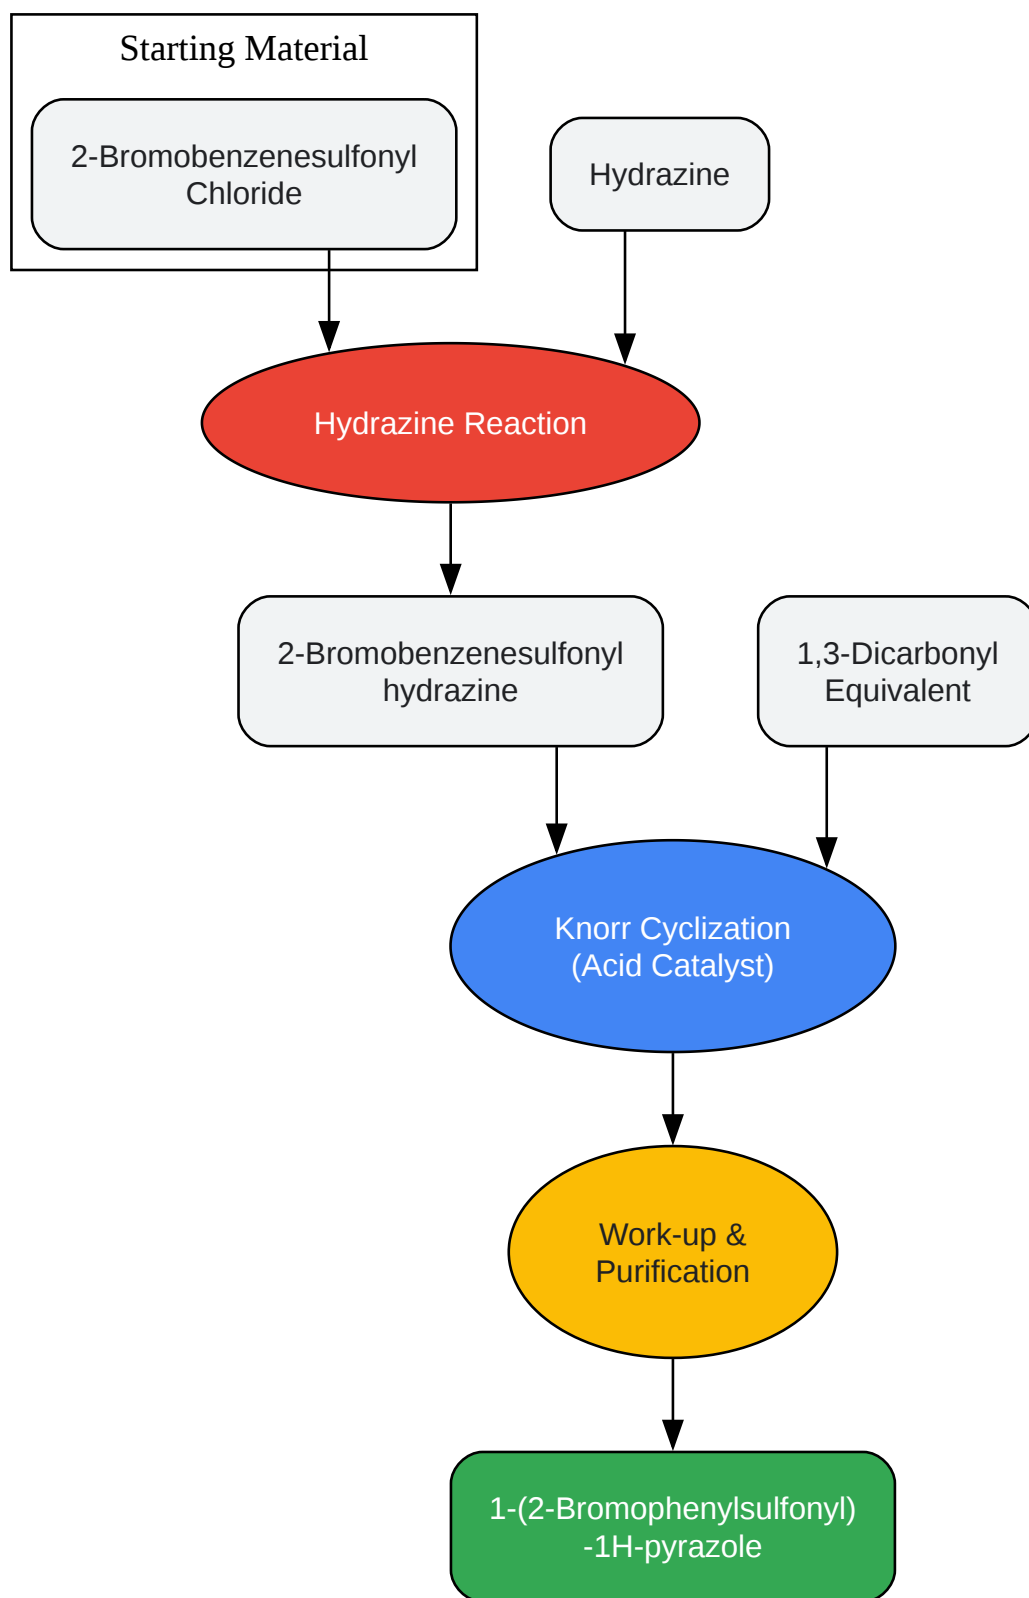 Starting Material
2-Bromobenzenesulfonyl
Chloride
Hydrazine
Hydrazine Reaction
2-Bromobenzenesulfonyl
hydrazine
1,3-Dicarbonyl
Equivalent
Knorr Cyclization
(Acid Catalyst)
Work-up &
Purification
1-(2-Bromophenylsulfonyl)
-1H-pyrazole